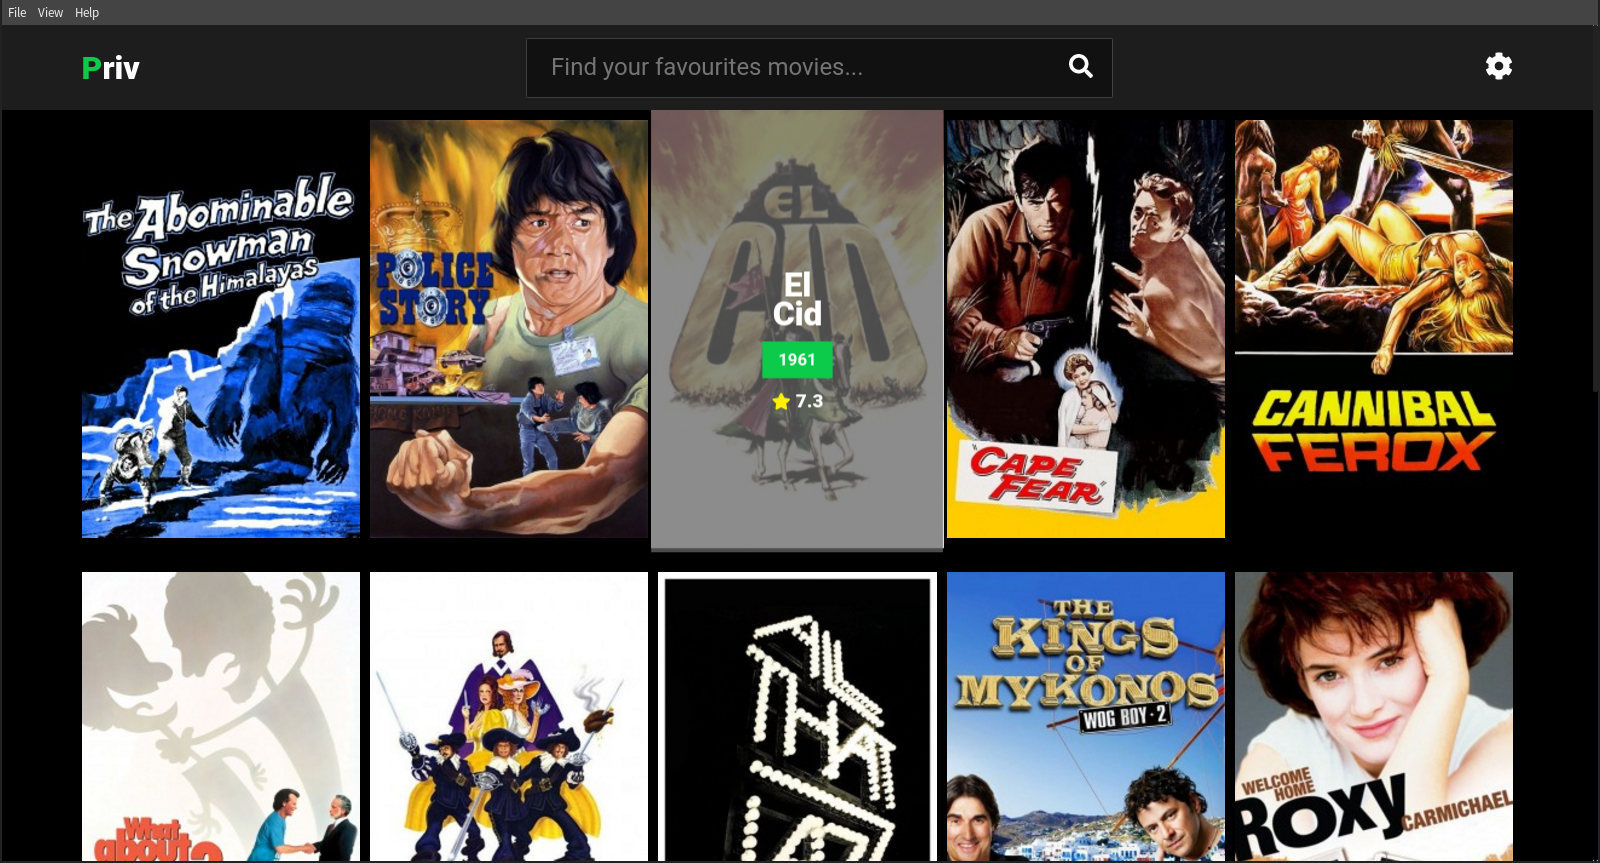 File View Help
Priv
Find your favourites movies...
The Abominable
Snowman
of the Himalayas
POLICE
STORY
HONG KONG
EL
CID
El
Cid
1961
7.3
"CAPE
FEAR"
CANNIBAL
FEROX
What
about
ALL
THAT
THE
KINGS
OF
MYKONOS
WOG BOY · 2
WELCOME
HOME
ROXY
CARMICHAEL